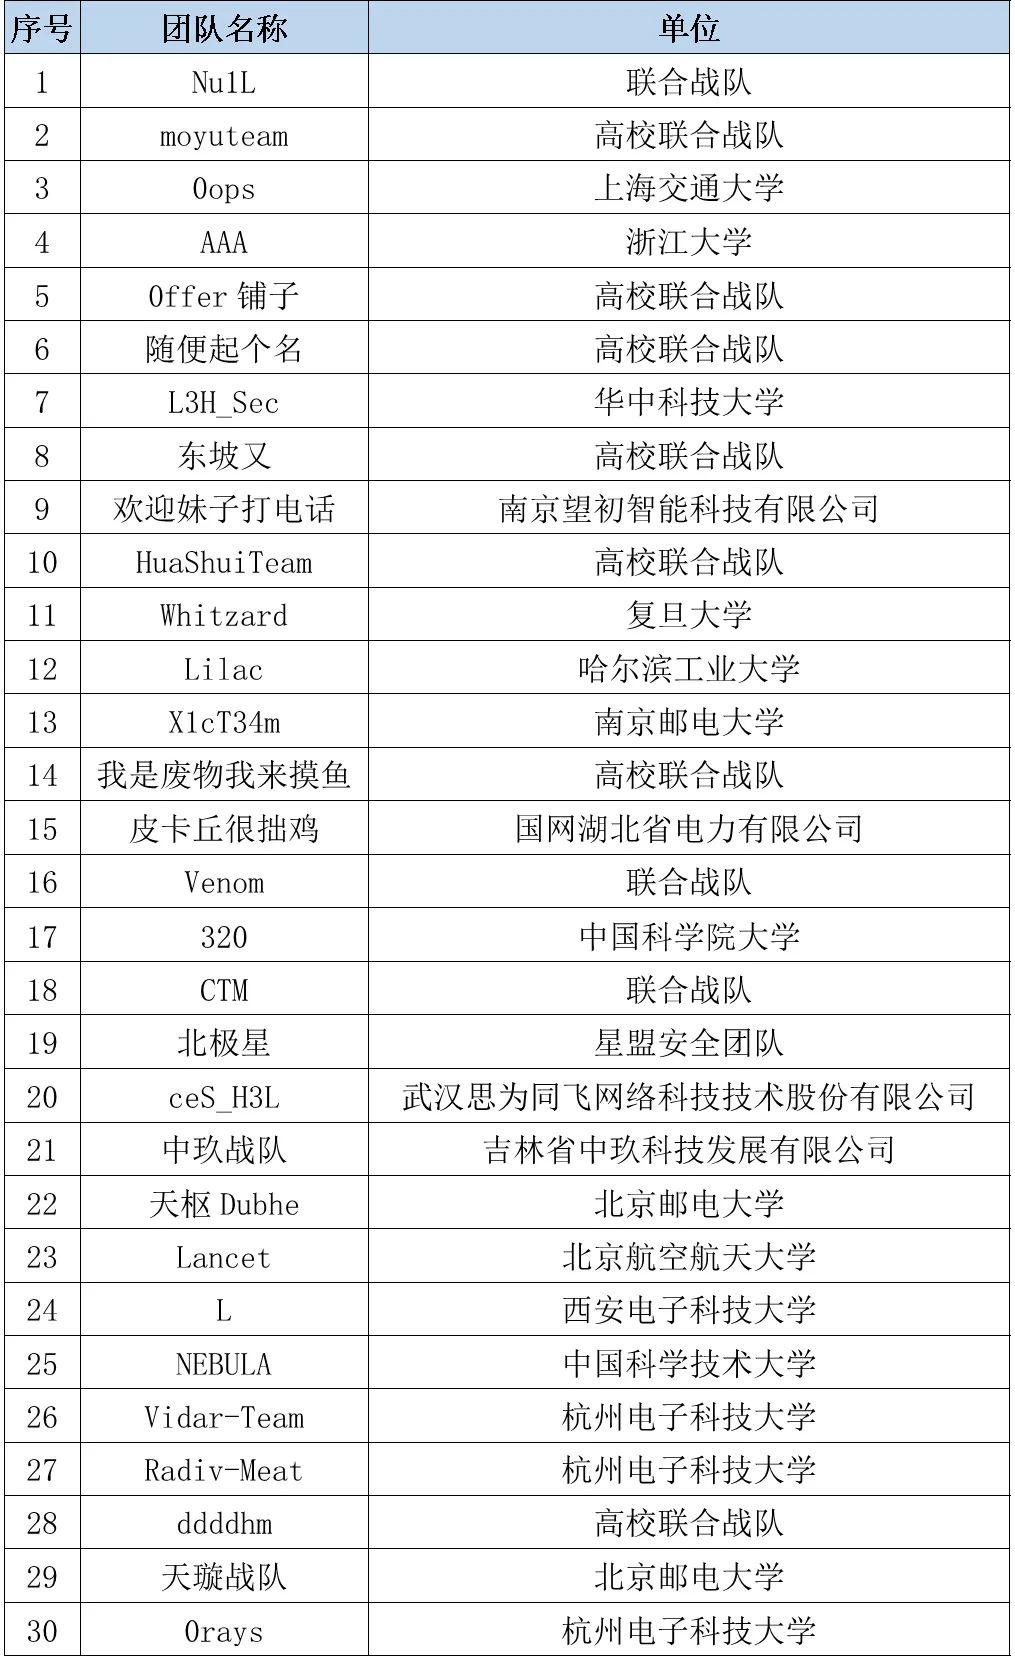 序号 团队名称 单位
1 Nu1L 联合战队
2 moyuteam 高校联合战队
3 0ops 上海交通大学
4 AAA 浙江大学
5 0ffer铺子 高校联合战队
6 随便起个名 高校联合战队
7 L3H_Sec 华中科技大学
8 东坡又 高校联合战队
9 欢迎妹子打电话 南京望初智能科技有限公司
10 HuaShuiTeam 高校联合战队
11 Whitzard 复旦大学
12 Lilac 哈尔滨工业大学
13 X1cT34m 南京邮电大学
14 我是废物我来摸鱼 高校联合战队
15 皮卡丘很拙鸡 国网湖北省电力有限公司
16 Venom 联合战队
17 320 中国科学院大学
18 CTM 联合战队
19 北极星 星盟安全团队
20 ceS_H3L 武汉思为同飞网络科技技术股份有限公司
21 中玖战队 吉林省中玖科技发展有限公司
22 天枢Dubhe 北京邮电大学
23 Lancet 北京航空航天大学
24 L 西安电子科技大学
25 NEBULA 中国科学技术大学
26 Vidar-Team 杭州电子科技大学
27 Radiv-Meat 杭州电子科技大学
28 ddddhm 高校联合战队
29 天璇战队 北京邮电大学
30 0rays 杭州电子科技大学